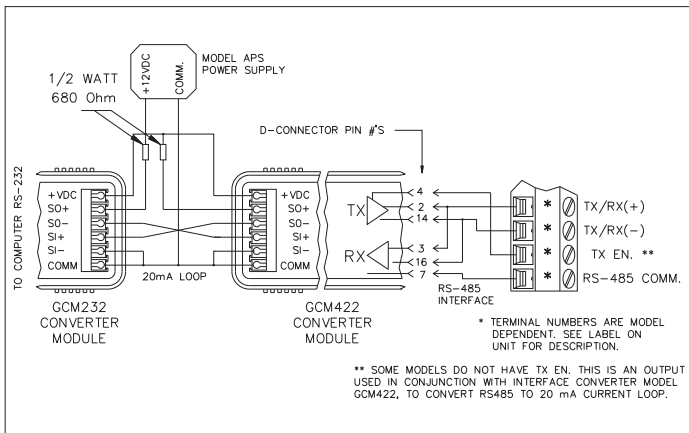 MODEL APS
POWER SUPPLY
+12VDC
COMM.
1/2 WATT
680 Ohm
D-CONNECTOR PIN #'S
TO COMPUTER RS-232
+VDC
SO+
SO-
SI+
SI-
COMM
20mA LOOP
GCM232
CONVERTER
MODULE
+VDC
SO+
SO-
SI+
SI-
COMM
GCM422
CONVERTER
MODULE
TX
RX
4
2
14
3
16
7
RS-485
INTERFACE
* TX/RX(+)
* TX/RX(-)
* TX EN. **
* RS-485 COMM.
* TERMINAL NUMBERS ARE MODEL
DEPENDENT. SEE LABEL ON
UNIT FOR DESCRIPTION.
** SOME MODELS DO NOT HAVE TX EN. THIS IS AN OUTPUT
USED IN CONJUNCTION WITH INTERFACE CONVERTER MODEL
GCM422, TO CONVERT RS485 TO 20 mA CURRENT LOOP.